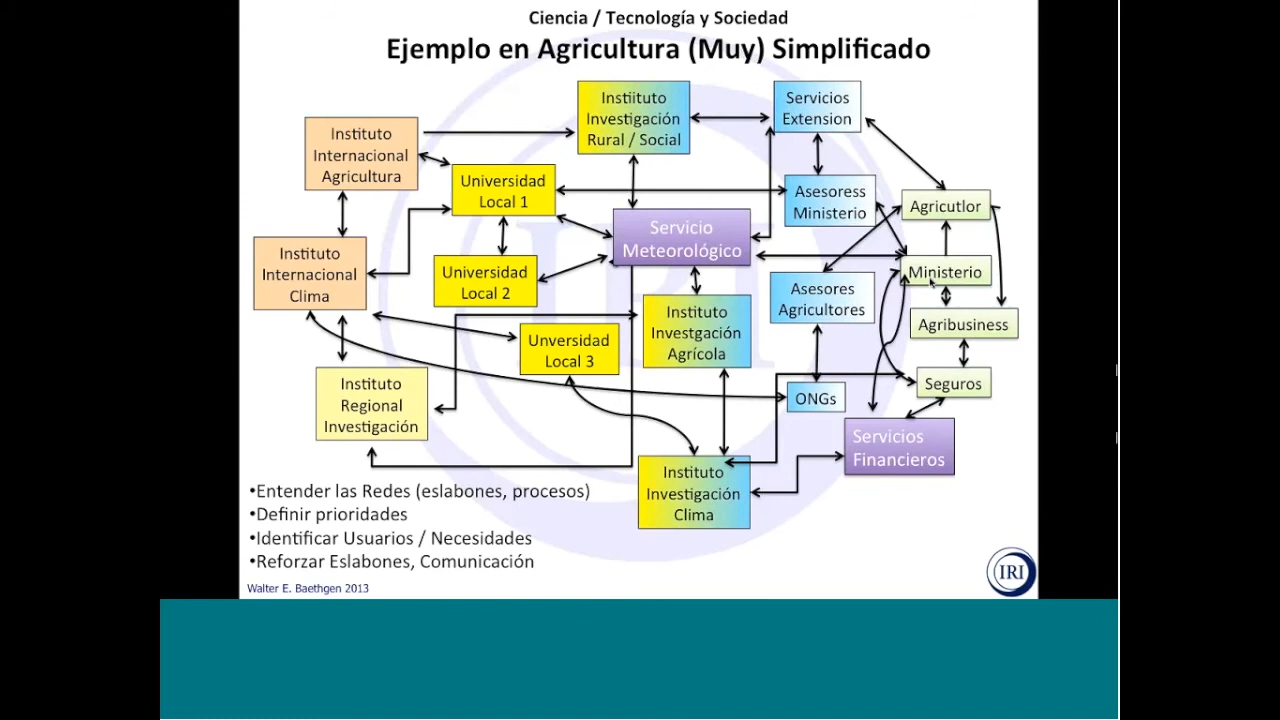 Ciencia / Tecnología y Sociedad
Ejemplo en Agricultura (Muy) Simplificado
Instituto
Internacional
Agricultura
Instiituto
Investigación
Rural / Social
Servicios
Extension
Universidad
Local 1
Asesoress
Ministerio
Agricutlor
Servicio
Meteorológico
Instituto
Internacional
Clima
Universidad
Local 2
Ministerio
Asesores
Agricultores
Instituto
Investgación
Agrícola
Agribusiness
Unversidad
Local 3
Instituto
Regional
Investigación
Seguros
ONGs
Servicios
Financieros
Instituto
Investigación
Clima
•Entender las Redes (eslabones, procesos)
•Definir prioridades
•Identificar Usuarios / Necesidades
•Reforzar Eslabones, Comunicación
Walter E. Baethgen 2013
IRI
IRI